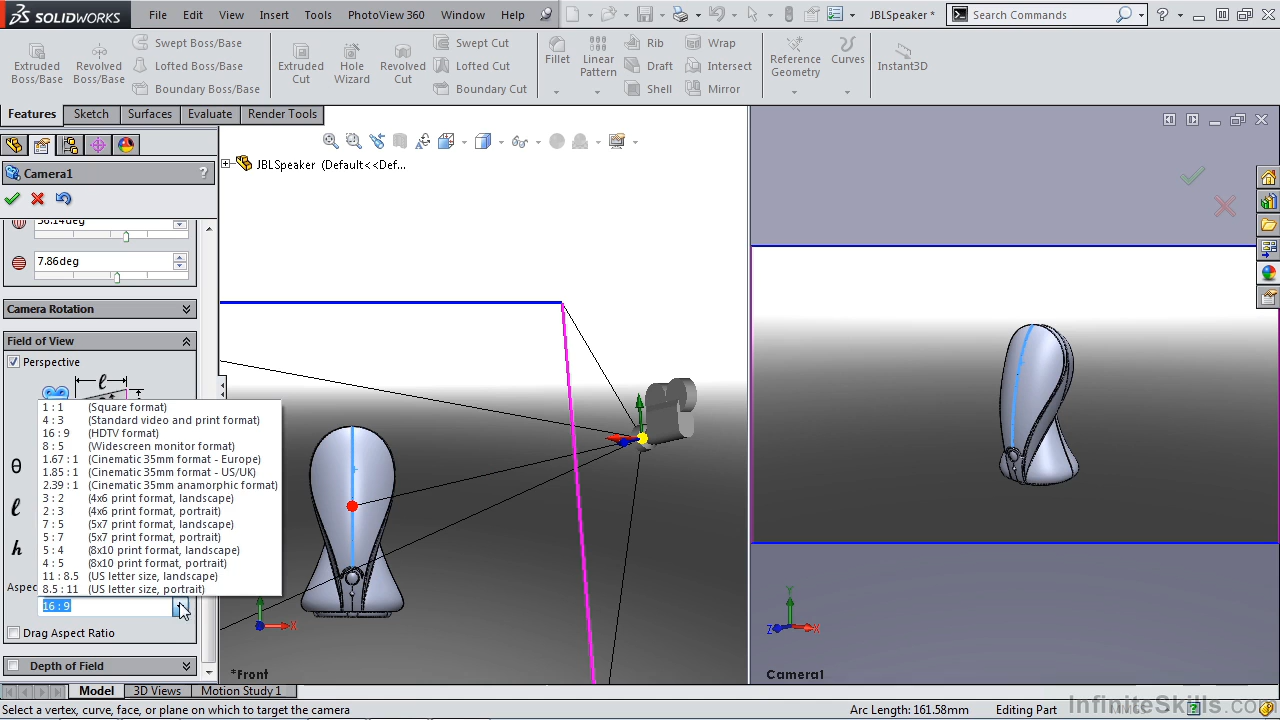 SOLIDWORKS File Edit View Insert Tools PhotoView 360 Window Help JBLSpeaker * Search Commands
Extruded Boss/Base
Revolved Boss/Base
Swept Boss/Base
Lofted Boss/Base
Boundary Boss/Base
Extruded Cut
Hole Wizard
Revolved Cut
Swept Cut
Lofted Cut
Boundary Cut
Fillet
Linear Pattern
Rib
Draft
Shell
Wrap
Intersect
Mirror
Reference Geometry
Curves
Instant3D
Features Sketch Surfaces Evaluate Render Tools
JBLSpeaker (Default<<Def...
Camera1 ?
7.86deg
Camera Rotation
Field of View
Perspective
ℓ
1 : 1 (Square format)
4 : 3 (Standard video and print format)
16 : 9 (HDTV format)
8 : 5 (Widescreen monitor format)
1.67 : 1 (Cinematic 35mm format - Europe)
1.85 : 1 (Cinematic 35mm format - US/UK)
2.39 : 1 (Cinematic 35mm anamorphic format)
3 : 2 (4x6 print format, landscape)
2 : 3 (4x6 print format, portrait)
7 : 5 (5x7 print format, landscape)
5 : 7 (5x7 print format, portrait)
5 : 4 (8x10 print format, landscape)
4 : 5 (8x10 print format, portrait)
11 : 8.5 (US letter size, landscape)
8.5 : 11 (US letter size, portrait)
θ
ℓ
h
16 : 9
Drag Aspect Ratio
Depth of Field
X
*Front
Y
Z X
Camera1
Model 3D Views Motion Study 1
Select a vertex, curve, face, or plane on which to target the camera Arc Length: 161.58mm Editing Part
InfiniteSkills.com